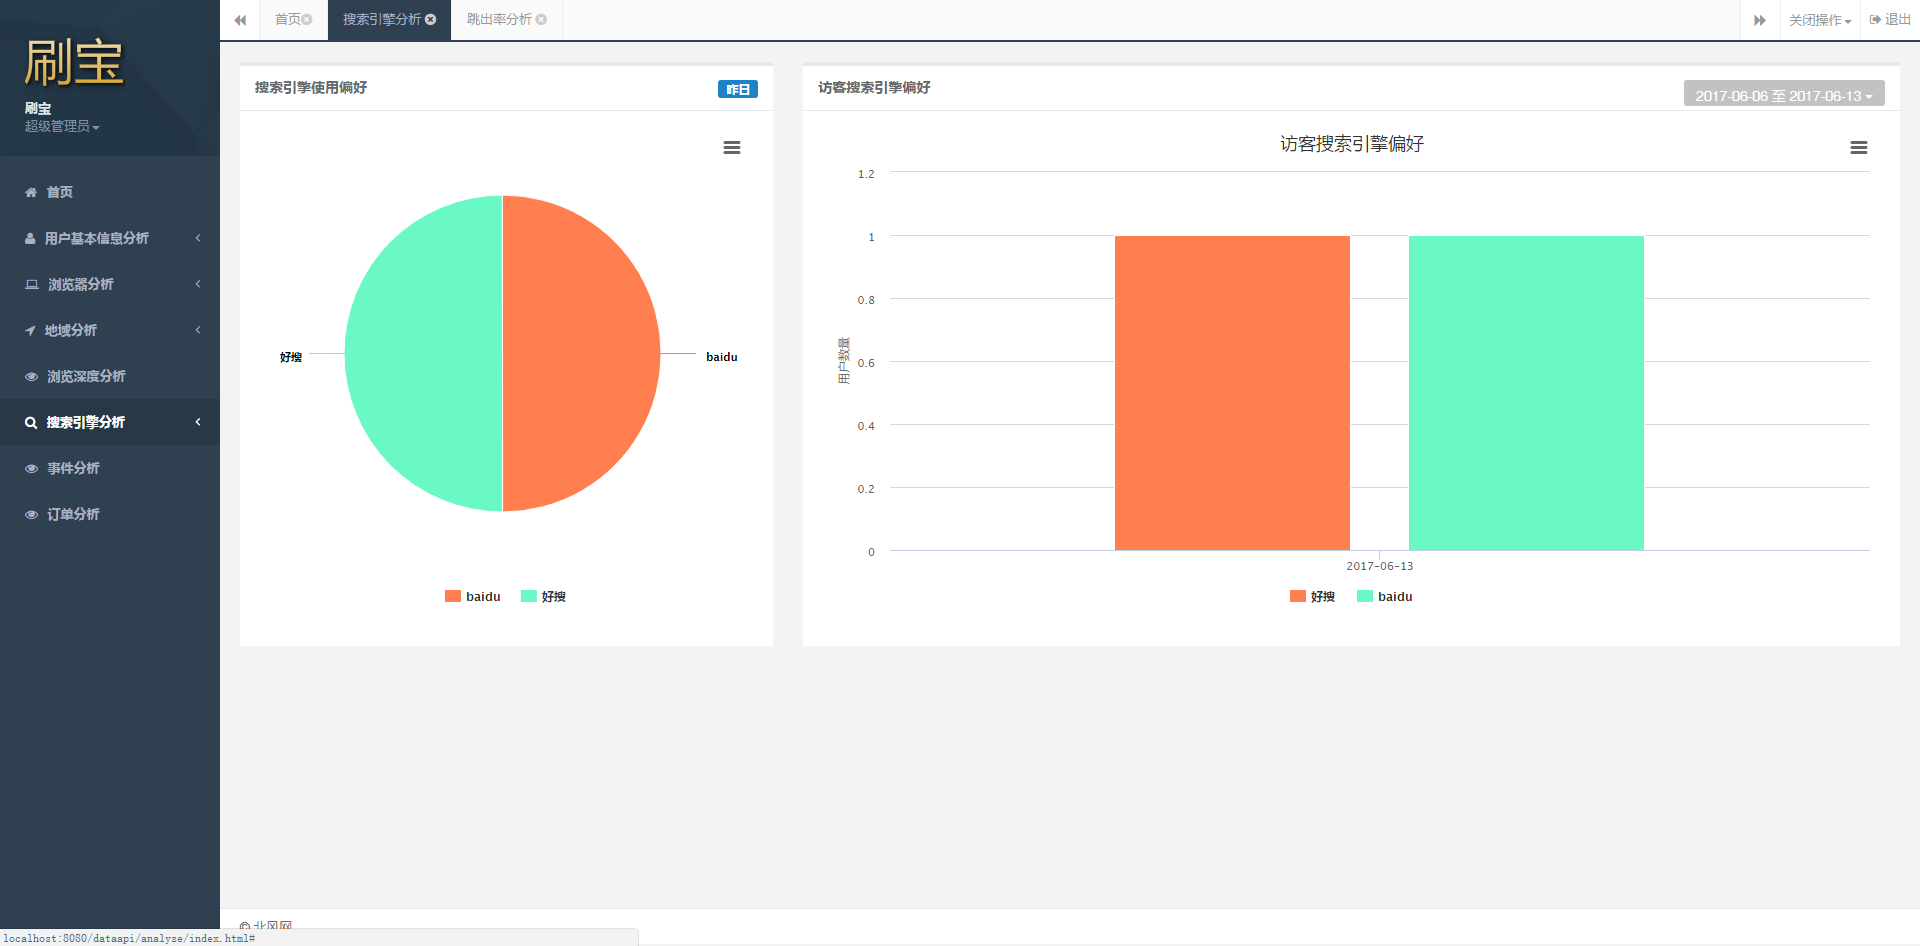 刷宝
刷宝
超级管理员
首页
用户基本信息分析
浏览器分析
地域分析
浏览深度分析
搜索引擎分析
事件分析
订单分析
首页
搜索引擎分析
跳出率分析
关闭操作
退出
搜索引擎使用偏好
昨日
好搜
baidu
baidu
好搜
访客搜索引擎偏好
2017-06-06 至 2017-06-13
访客搜索引擎偏好
1.2
1
0.8
0.6
0.4
0.2
0
用户数量
2017-06-13
好搜
baidu
© 北风网
localhost:8080/dataapi/analyse/index.html#